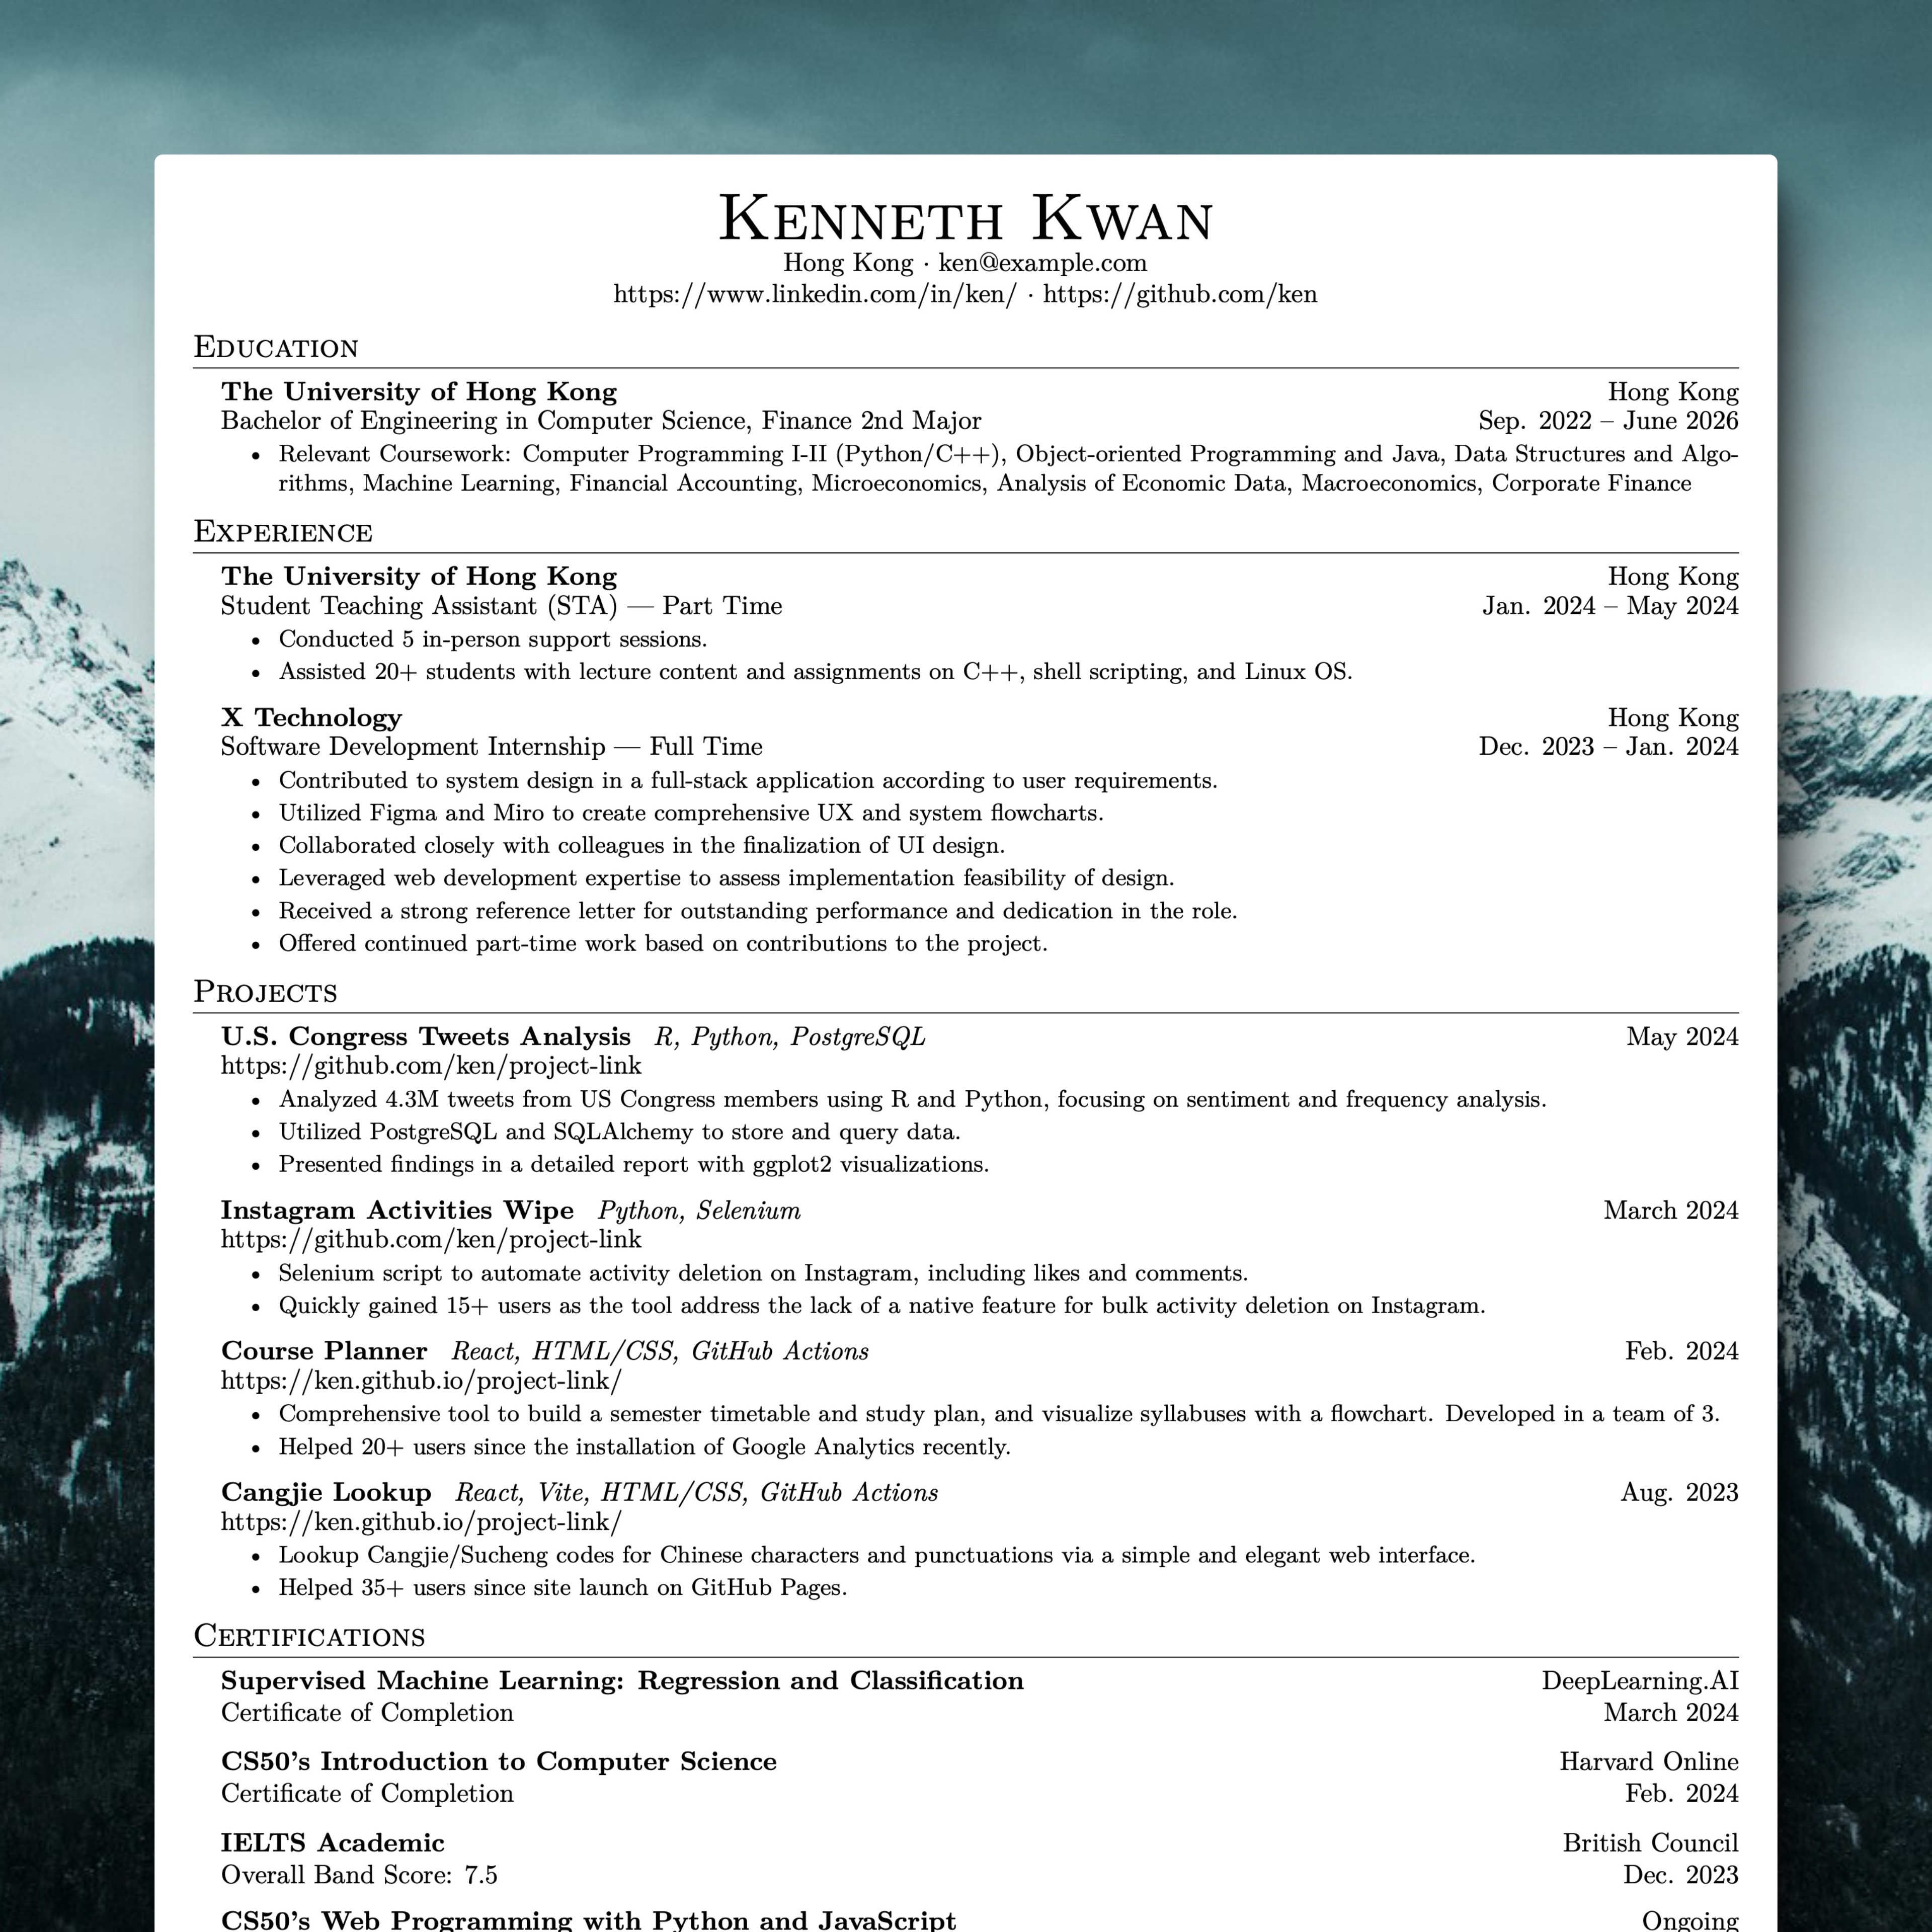 Kenneth Kwan
Hong Kong · ken@example.com
https://www.linkedin.com/in/ken/ · https://github.com/ken
Education
The University of Hong Kong Hong Kong
Bachelor of Engineering in Computer Science, Finance 2nd Major Sep. 2022 – June 2026
• Relevant Coursework: Computer Programming I-II (Python/C++), Object-oriented Programming and Java, Data Structures and Algo-
rithms, Machine Learning, Financial Accounting, Microeconomics, Analysis of Economic Data, Macroeconomics, Corporate Finance
Experience
The University of Hong Kong Hong Kong
Student Teaching Assistant (STA) — Part Time Jan. 2024 – May 2024
• Conducted 5 in-person support sessions.
• Assisted 20+ students with lecture content and assignments on C++, shell scripting, and Linux OS.
X Technology Hong Kong
Software Development Internship — Full Time Dec. 2023 – Jan. 2024
• Contributed to system design in a full-stack application according to user requirements.
• Utilized Figma and Miro to create comprehensive UX and system flowcharts.
• Collaborated closely with colleagues in the finalization of UI design.
• Leveraged web development expertise to assess implementation feasibility of design.
• Received a strong reference letter for outstanding performance and dedication in the role.
• Offered continued part-time work based on contributions to the project.
Projects
U.S. Congress Tweets Analysis R, Python, PostgreSQL May 2024
https://github.com/ken/project-link
• Analyzed 4.3M tweets from US Congress members using R and Python, focusing on sentiment and frequency analysis.
• Utilized PostgreSQL and SQLAlchemy to store and query data.
• Presented findings in a detailed report with ggplot2 visualizations.
Instagram Activities Wipe Python, Selenium March 2024
https://github.com/ken/project-link
• Selenium script to automate activity deletion on Instagram, including likes and comments.
• Quickly gained 15+ users as the tool address the lack of a native feature for bulk activity deletion on Instagram.
Course Planner React, HTML/CSS, GitHub Actions Feb. 2024
https://ken.github.io/project-link/
• Comprehensive tool to build a semester timetable and study plan, and visualize syllabuses with a flowchart. Developed in a team of 3.
• Helped 20+ users since the installation of Google Analytics recently.
Cangjie Lookup React, Vite, HTML/CSS, GitHub Actions Aug. 2023
https://ken.github.io/project-link/
• Lookup Cangjie/Sucheng codes for Chinese characters and punctuations via a simple and elegant web interface.
• Helped 35+ users since site launch on GitHub Pages.
Certifications
Supervised Machine Learning: Regression and Classification DeepLearning.AI
Certificate of Completion March 2024
CS50's Introduction to Computer Science Harvard Online
Certificate of Completion Feb. 2024
IELTS Academic British Council
Overall Band Score: 7.5 Dec. 2023
CS50's Web Programming with Python and JavaScript Ongoing